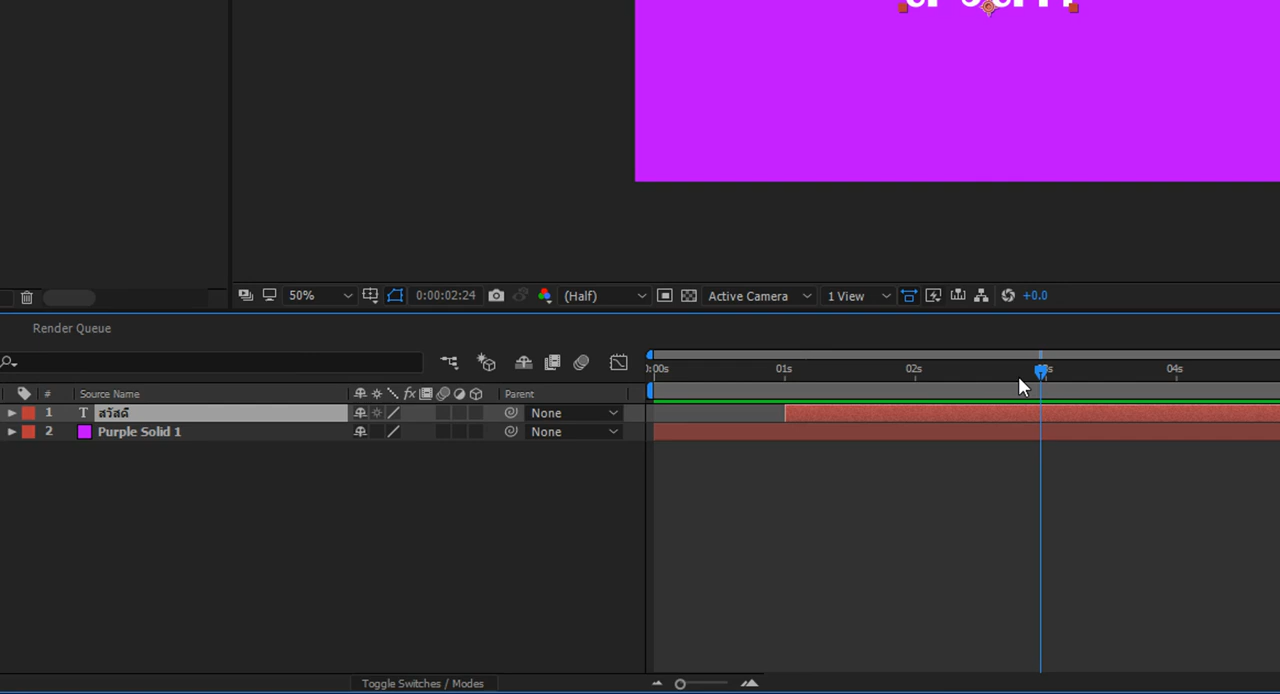 50%
0:00:02:24
(Half)
Active Camera
1 View
+0.0
Render Queue
:00s 01s 02s 04s
# Source Name fx Parent
1 T สวัสดี None
2 Purple Solid 1 None
Toggle Switches / Modes